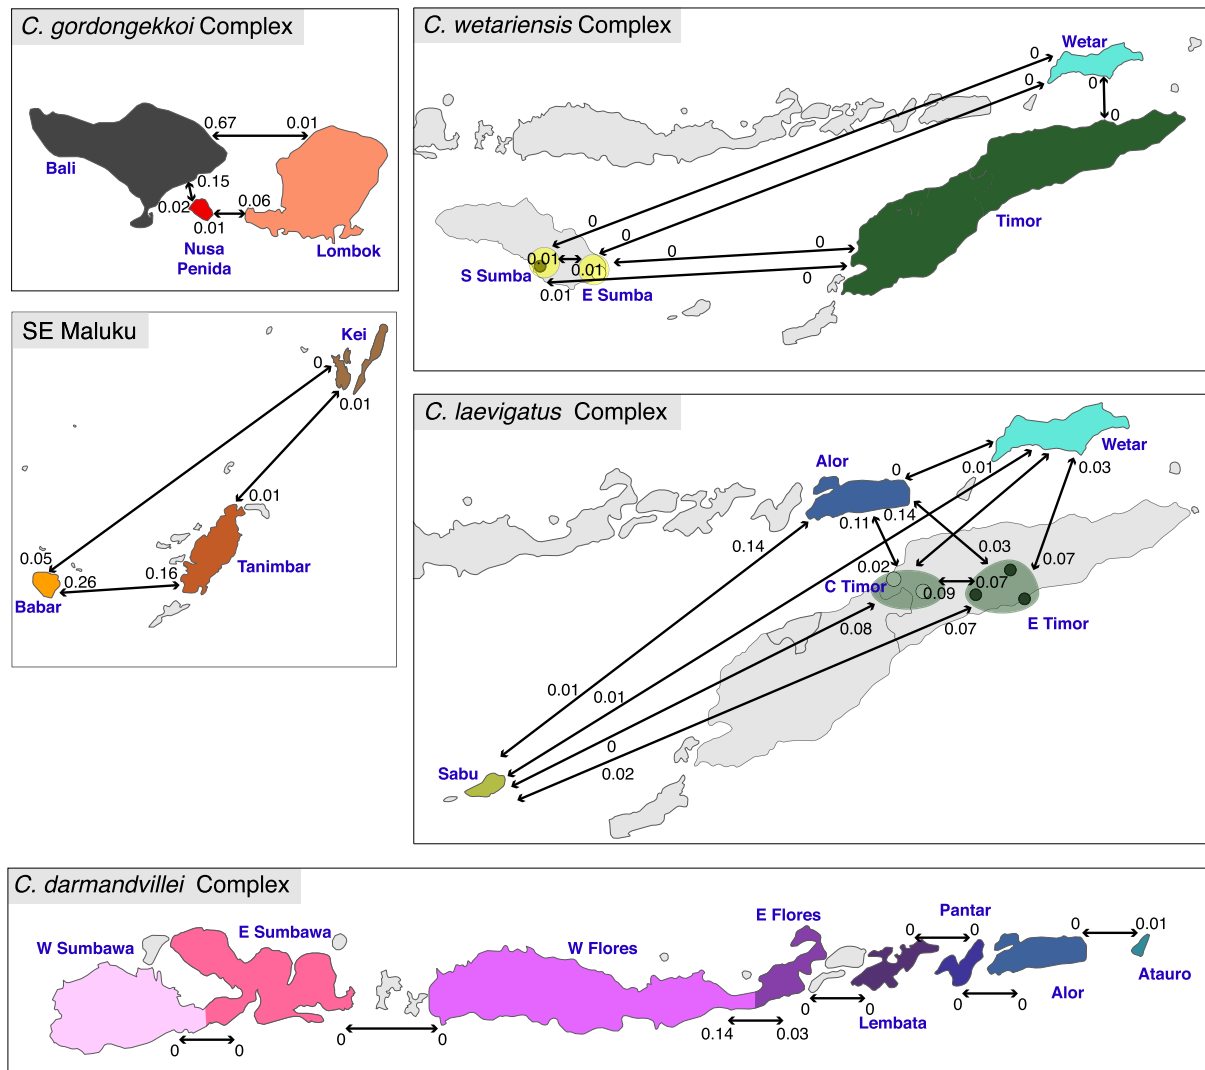 C. gordongekkoi Complex
0.67
0.01
Bali
0.15
0.02
0.06
0.01
Nusa
Penida
Lombok
C. wetariensis Complex
Wetar
0
0
0
0
Timor
0
0
0
0
0.01
0.01
S Sumba
E Sumba
0.01
0
SE Maluku
Kei
0
0.01
0.01
0.05
0.26
0.16
Tanimbar
Babar
C. laevigatus Complex
Wetar
Alor
0
0.01
0.03
0.11
0.14
0.14
0.03
0.02
0.07
C Timor
0.09
0.07
E Timor
0.08
0.07
0.01
0.01
0
0.02
Sabu
C. darmandvillei Complex
W Sumbawa
E Sumbawa
W Flores
E Flores
Pantar
0
0
0
0.01
Atauro
Alor
Lembata
0
0
0
0
0.14
0.03
0
0
0
0